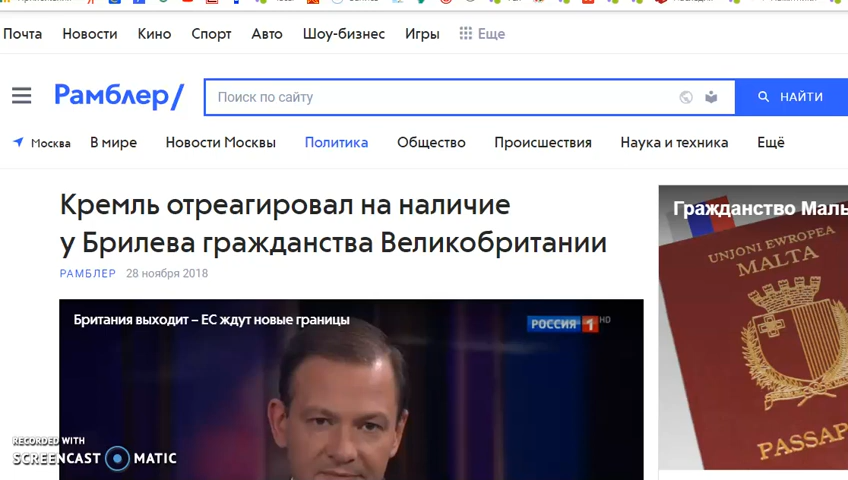 Почта Новости Кино Спорт Авто Шоу-бизнес Игры Еще
Рамблер/
Поиск по сайту
НАЙТИ
Москва В мире Новости Москвы Политика Общество Происшествия Наука и техника Ещё
Кремль отреагировал на наличие
у Брилева гражданства Великобритании
РАМБЛЕР 28 ноября 2018
Британия выходит – ЕС ждут новые границы
РОССИЯ 1 HD
Гражданство Маль
UNJONI EWROPEA
MALTA
PASSAP
RECORDED WITH
SCREENCAST MATIC